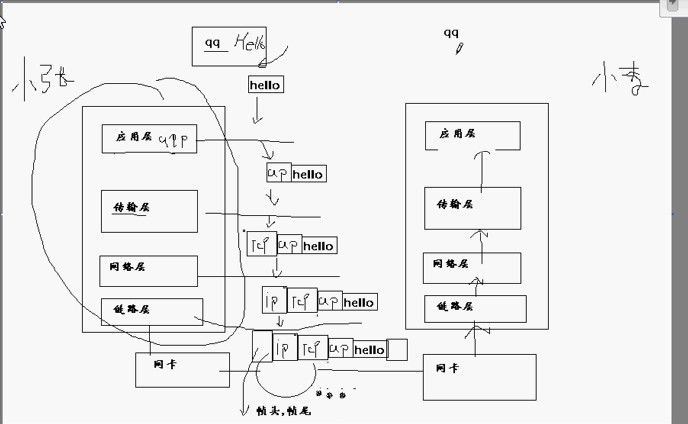 qq Hello
qq
小张
小李
hello
应用层 app
应用层
ap hello
传输层
传输层
Tcp ap hello
网络层
网络层
ip Tcp ap hello
链路层
链路层
ip Tcp ap hello
网卡
网卡
帧头,帧尾